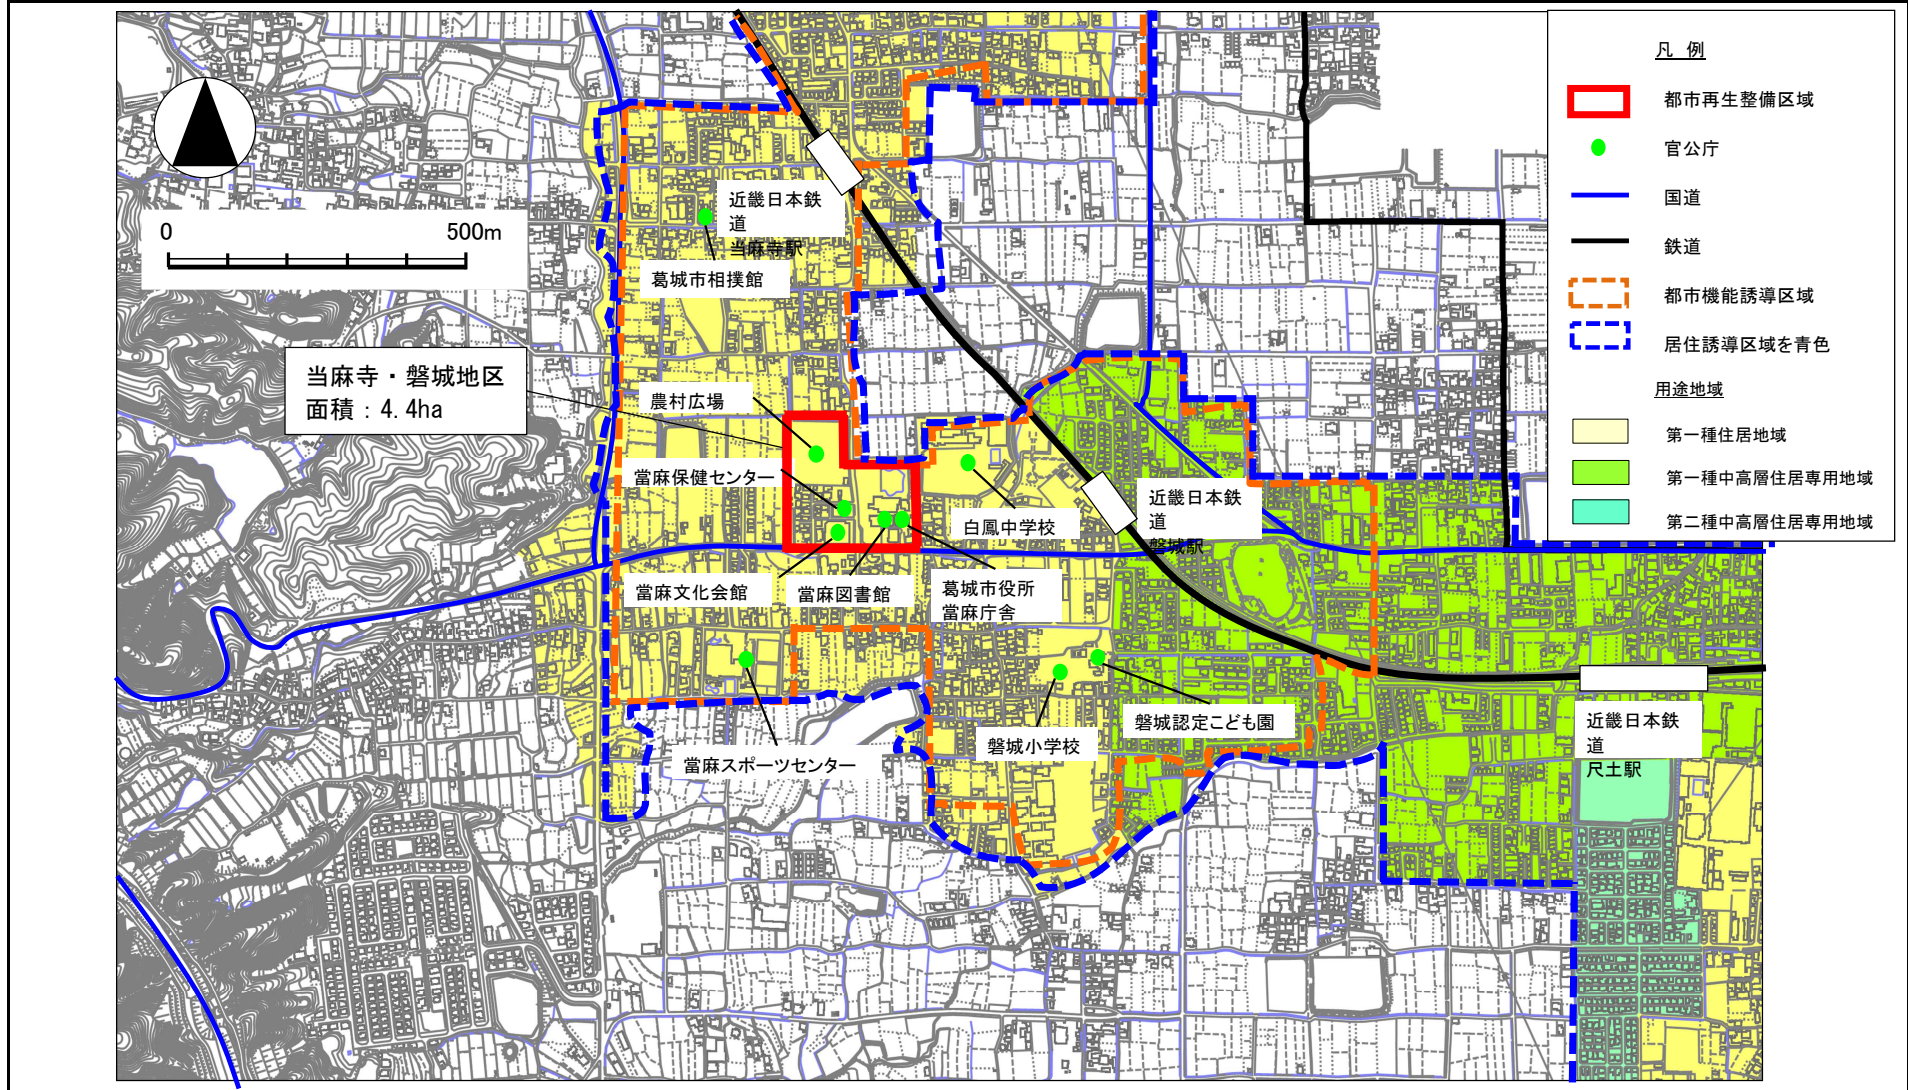 凡 例
都市再生整備区域
官公庁
国道
鉄道
都市機能誘導区域
居住誘導区域を青色
用途地域
第一種住居地域
第一種中高層住居専用地域
第二種中高層住居専用地域
0 500m
近畿日本鉄
道
当麻寺駅
葛城市相撲館
当麻寺・磐城地区
面積：4.4ha
農村広場
當麻保健センター
白鳳中学校
近畿日本鉄
道
磐城駅
當麻文化会館
當麻図書館
葛城市役所
當麻庁舎
磐城認定こども園
磐城小学校
當麻スポーツセンター
近畿日本鉄
道
尺土駅